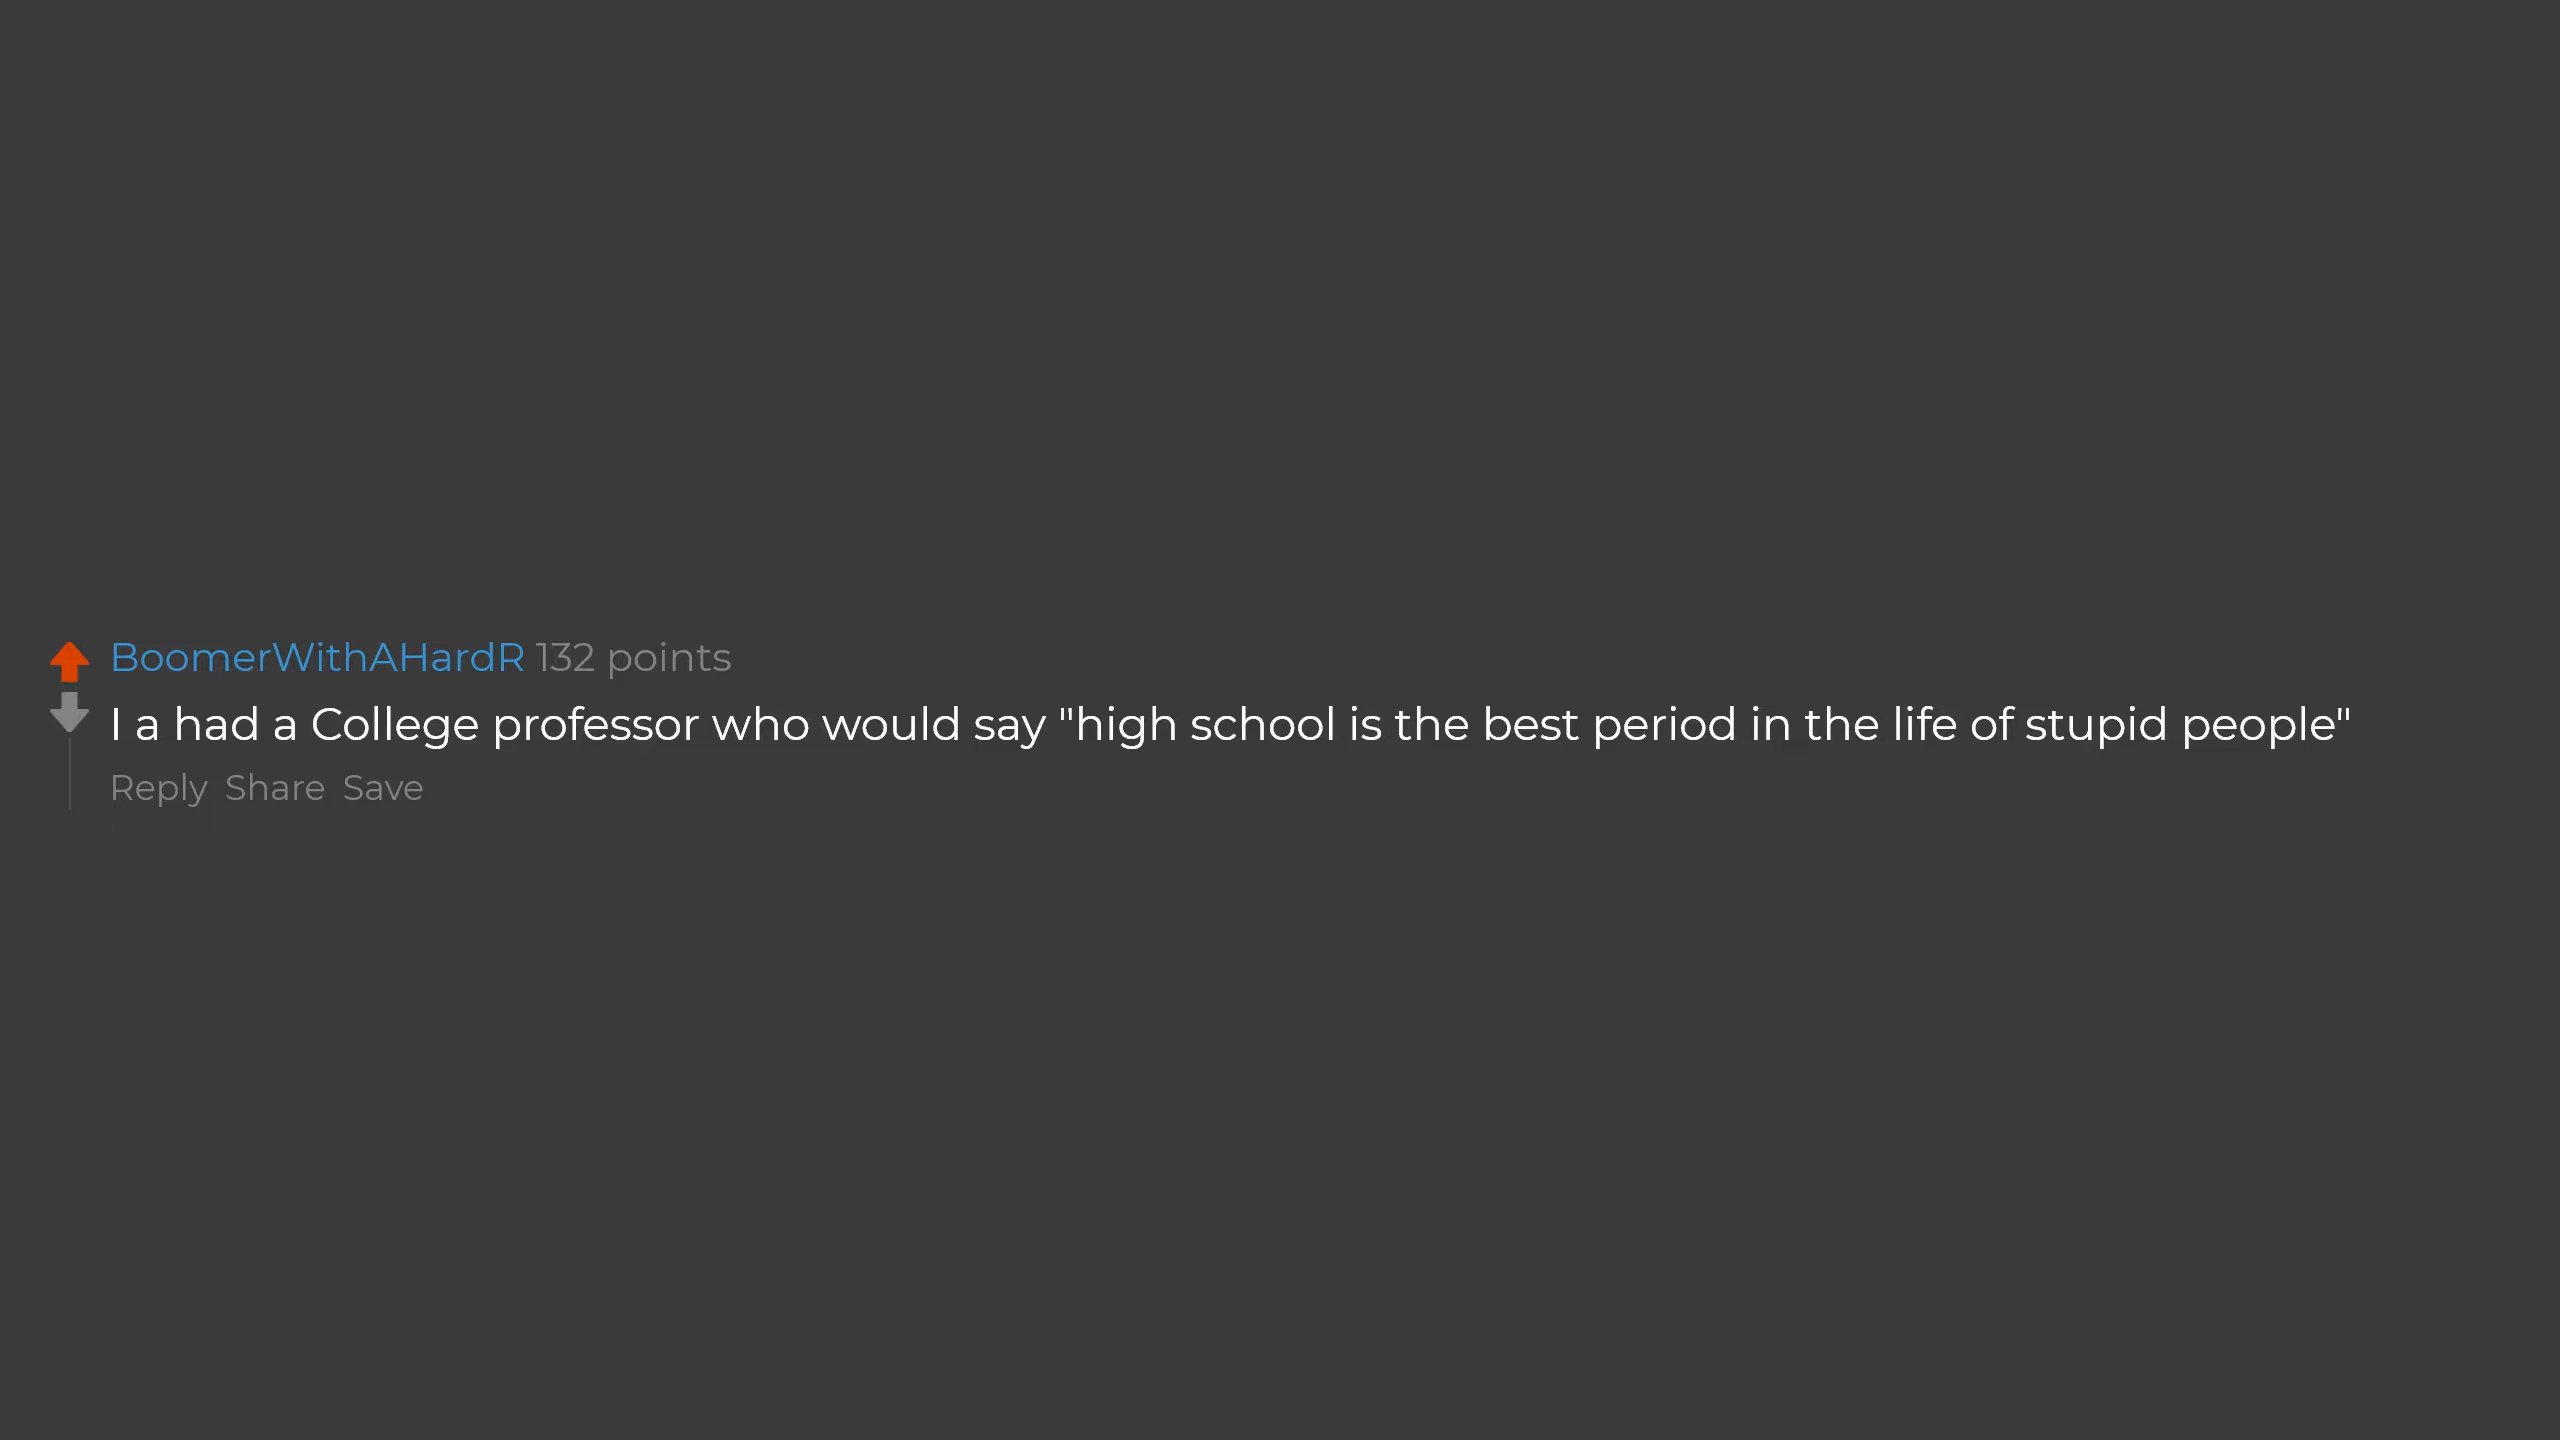 BoomerWithAHardR 132 points
I a had a College professor who would say "high school is the best period in the life of stupid people"
Reply Share Save